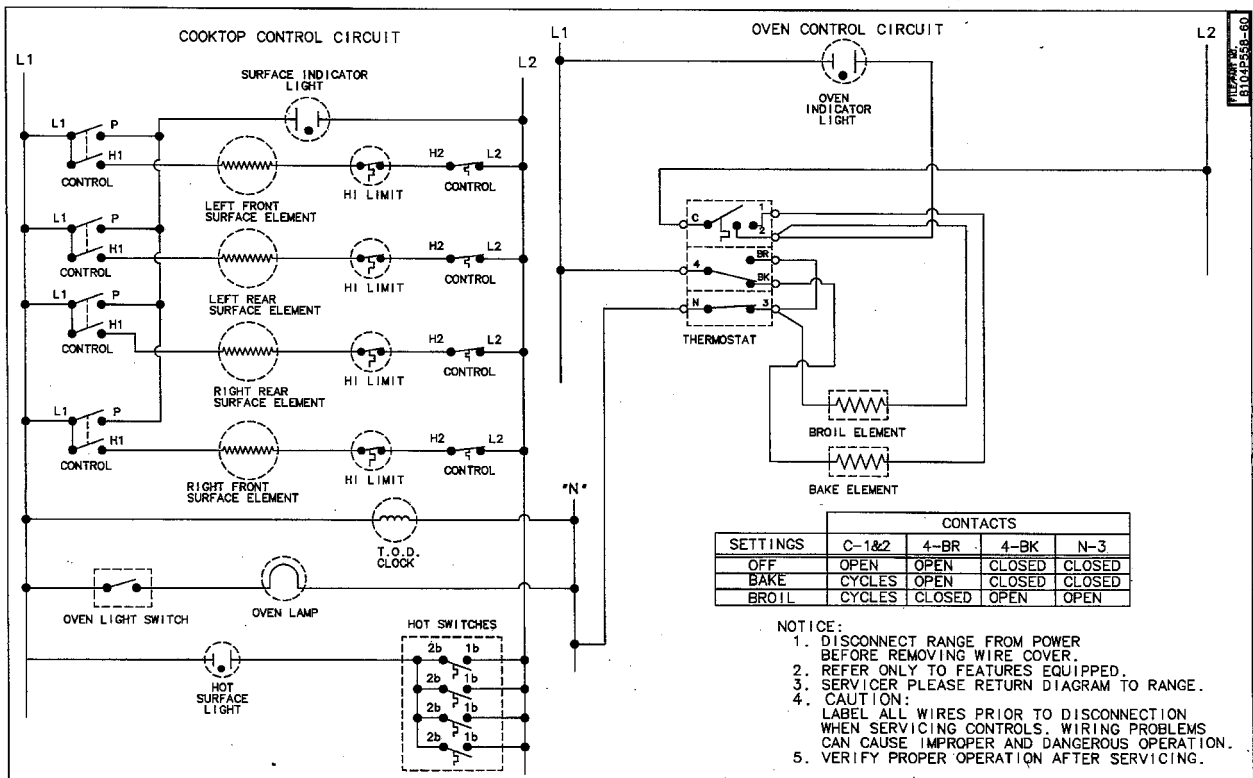 COOKTOP CONTROL CIRCUIT
L1
L2
SURFACE INDICATOR
LIGHT
L1
P
H1
CONTROL
LEFT FRONT
SURFACE ELEMENT
HI LIMIT
H2
L2
CONTROL
L1
P
H1
CONTROL
LEFT REAR
SURFACE ELEMENT
HI LIMIT
H2
L2
CONTROL
L1
P
H1
CONTROL
RIGHT REAR
SURFACE ELEMENT
HI LIMIT
H2
L2
CONTROL
L1
P
H1
CONTROL
RIGHT FRONT
SURFACE ELEMENT
HI LIMIT
H2
L2
CONTROL
"N"
T.O.D.
CLOCK
OVEN LIGHT SWITCH
OVEN LAMP
HOT SWITCHES
2b 1b
2b 1b
2b 1b
2b 1b
HOT
SURFACE
LIGHT
OVEN CONTROL CIRCUIT
L1
L2
8104P558-60
OVEN
INDICATOR
LIGHT
C
1
2
4
BR
BK
N
3
THERMOSTAT
BROIL ELEMENT
BAKE ELEMENT
CONTACTS
SETTINGS C-1&2 4-BR 4-BK N-3
OFF OPEN OPEN CLOSED CLOSED
BAKE CYCLES OPEN CLOSED CLOSED
BROIL CYCLES CLOSED OPEN OPEN
NOTICE:
1. DISCONNECT RANGE FROM POWER
BEFORE REMOVING WIRE COVER.
2. REFER ONLY TO FEATURES EQUIPPED.
3. SERVICER PLEASE RETURN DIAGRAM TO RANGE.
4. CAUTION:
LABEL ALL WIRES PRIOR TO DISCONNECTION
WHEN SERVICING CONTROLS. WIRING PROBLEMS
CAN CAUSE IMPROPER AND DANGEROUS OPERATION.
5. VERIFY PROPER OPERATION AFTER SERVICING.